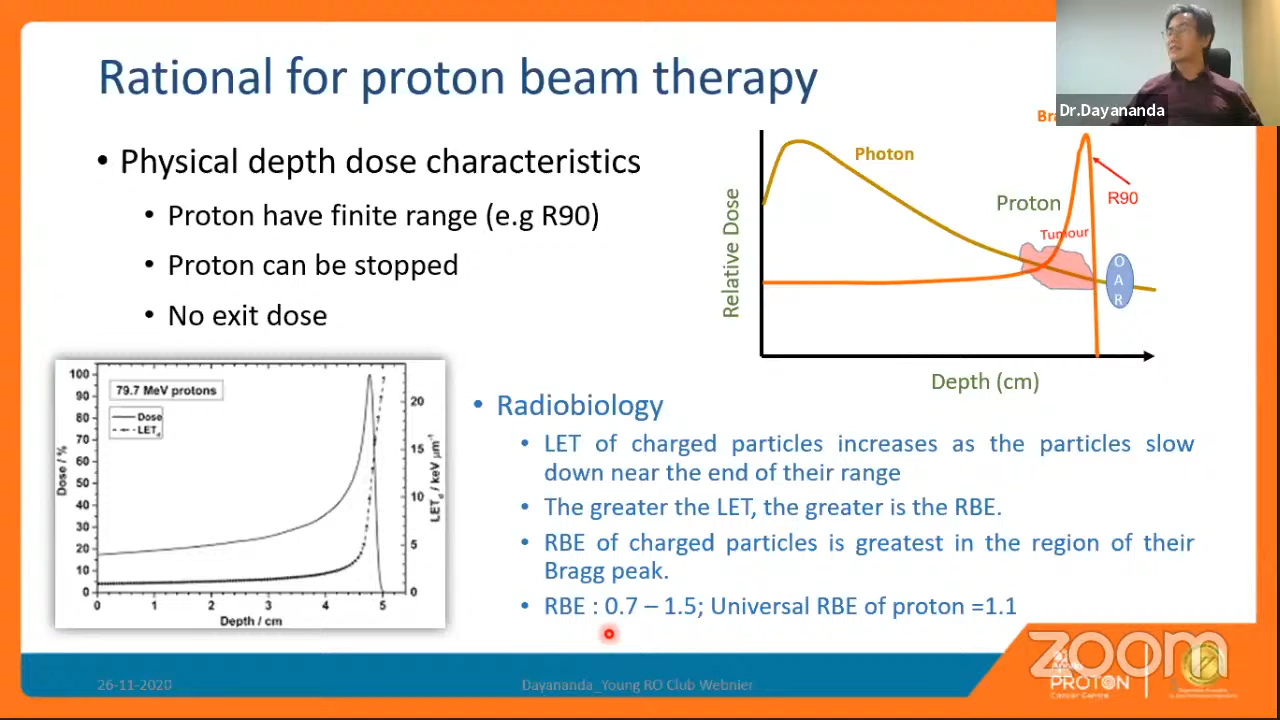 Rational for proton beam therapy
Dr.Dayananda
• Physical depth dose characteristics
• Proton have finite range (e.g R90)
• Proton can be stopped
• No exit dose
Photon
Proton
R90
Tumour
O
A
R
Relative Dose
Depth (cm)
79.7 MeV protons
Dose
LETd
Dose / %
100
90
80
70
60
50
40
30
20
10
0
LETd / keV µm-1
20
15
10
5
0
0 1 2 3 4 5
Depth / cm
• Radiobiology
• LET of charged particles increases as the particles slow
down near the end of their range
• The greater the LET, the greater is the RBE.
• RBE of charged particles is greatest in the region of their
Bragg peak.
• RBE : 0.7 – 1.5; Universal RBE of proton =1.1
26-11-2020
Dayananda_Young RO Club Webnier
zoom
PROTON
Cancer Centre